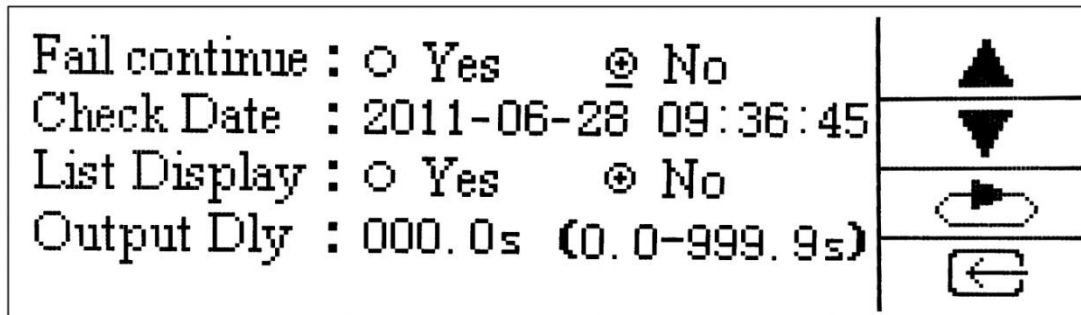 Fail continue : ○ Yes ⊙ No
Check Date : 2011-06-28 09:36:45
List Display : ○ Yes ⊙ No
Output Dly : 000.0s (0.0-999.9s)